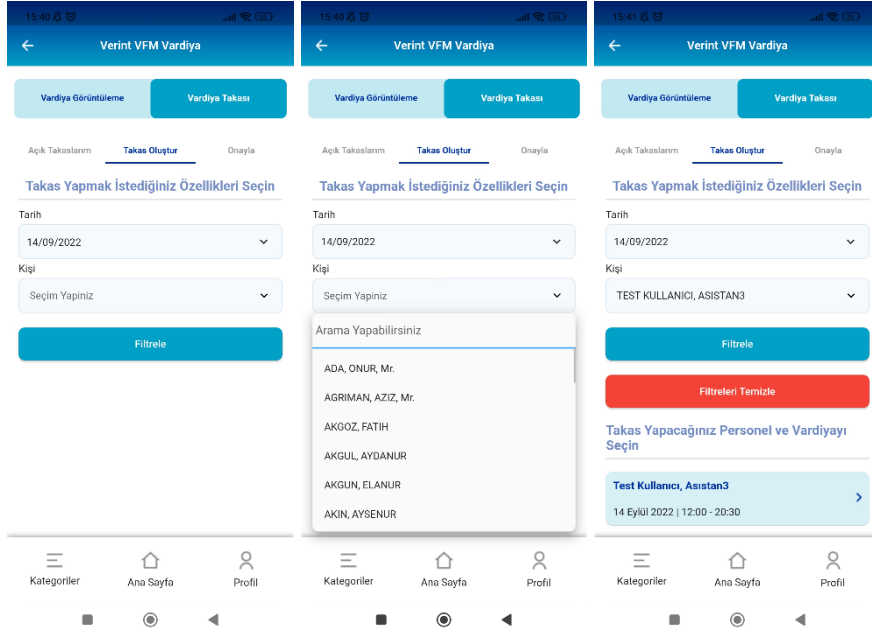 15:40
Verint VFM Vardiya
Vardiya Görüntüleme
Vardiya Takası
Açık Takaslarım
Takas Oluştur
Onayla
Takas Yapmak İstediğiniz Özellikleri Seçin
Tarih
14/09/2022
Kişi
Seçim Yapiniz
Filtrele
Kategoriler
Ana Sayfa
Profil
15:40
Verint VFM Vardiya
Vardiya Görüntüleme
Vardiya Takası
Açık Takaslarım
Takas Oluştur
Onayla
Takas Yapmak İstediğiniz Özellikleri Seçin
Tarih
14/09/2022
Kişi
Seçim Yapiniz
Arama Yapabilirsiniz
ADA, ONUR, Mr.
AGRIMAN, AZIZ, Mr.
AKGOZ, FATIH
AKGUL, AYDANUR
AKGUN, ELANUR
AKIN, AYSENUR
Kategoriler
Ana Sayfa
Profil
15:41
Verint VFM Vardiya
Vardiya Görüntüleme
Vardiya Takası
Açık Takaslarım
Takas Oluştur
Onayla
Takas Yapmak İstediğiniz Özellikleri Seçin
Tarih
14/09/2022
Kişi
TEST KULLANICI, ASISTAN3
Filtrele
Filtreleri Temizle
Takas Yapacağınız Personel ve Vardiyayı
Seçin
Test Kullanıcı, Asıstan3
14 Eylül 2022 | 12:00 - 20:30
Kategoriler
Ana Sayfa
Profil